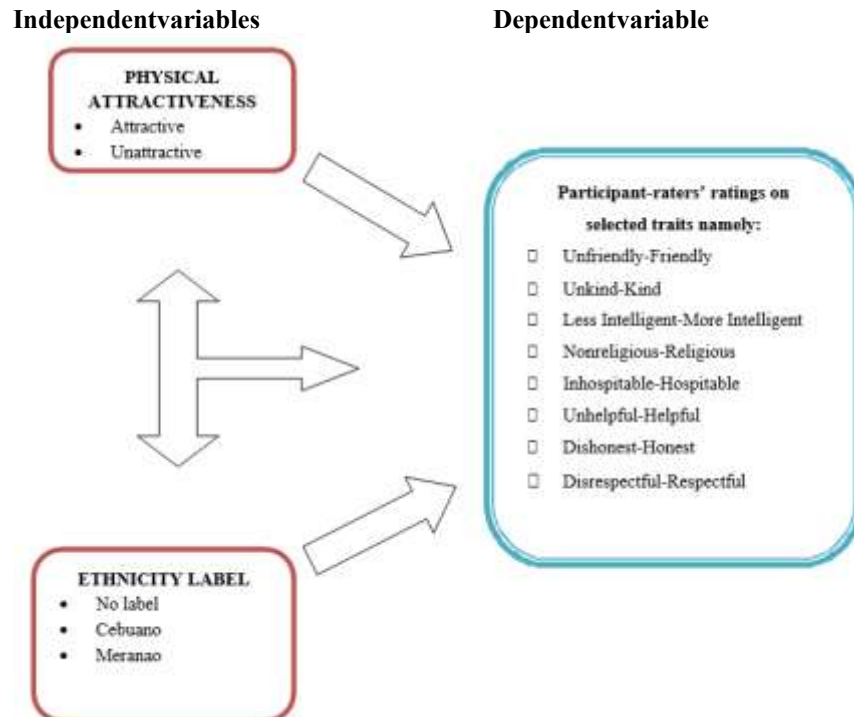 Independentvariables
Dependentvariable
PHYSICAL
ATTRACTIVENESS
• Attractive
• Unattractive
ETHNICITY LABEL
• No label
• Cebuano
• Meranao
Participant-raters’ ratings on
selected traits namely:
□ Unfriendly-Friendly
□ Unkind-Kind
□ Less Intelligent-More Intelligent
□ Nonreligious-Religious
□ Inhospitable-Hospitable
□ Unhelpful-Helpful
□ Dishonest-Honest
□ Disrespectful-Respectful